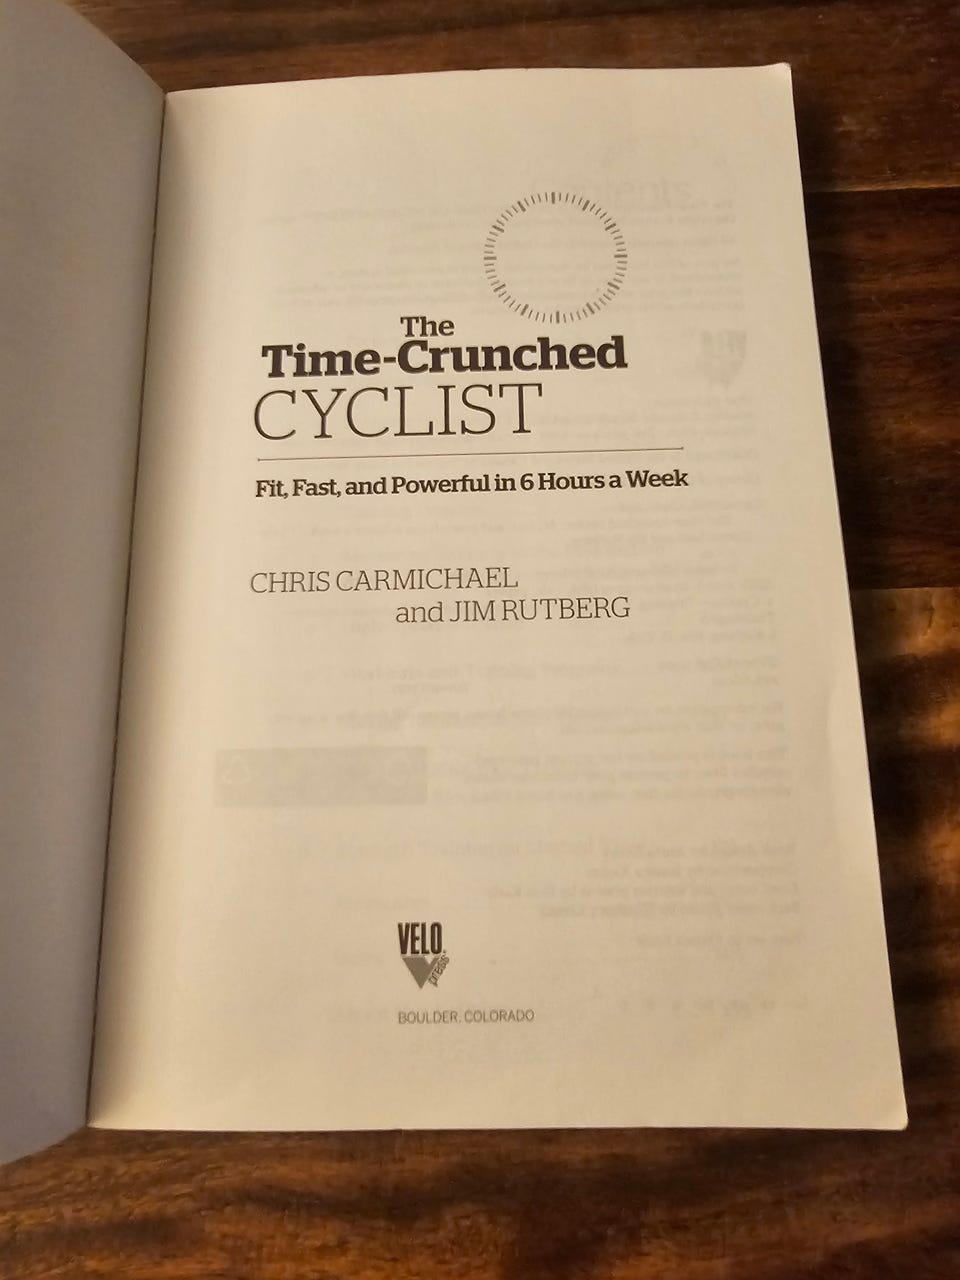 The
Time-Crunched
CYCLIST
Fit, Fast, and Powerful in 6 Hours a Week
CHRIS CARMICHAEL
and JIM RUTBERG
VELO
press
BOULDER, COLORADO